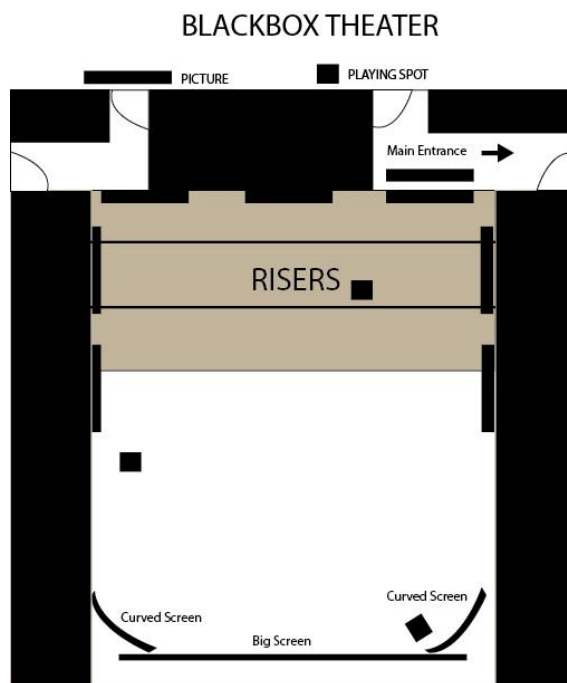 BLACKBOX THEATER
PICTURE
PLAYING SPOT
Main Entrance
RISERS
Curved Screen
Curved Screen
Big Screen